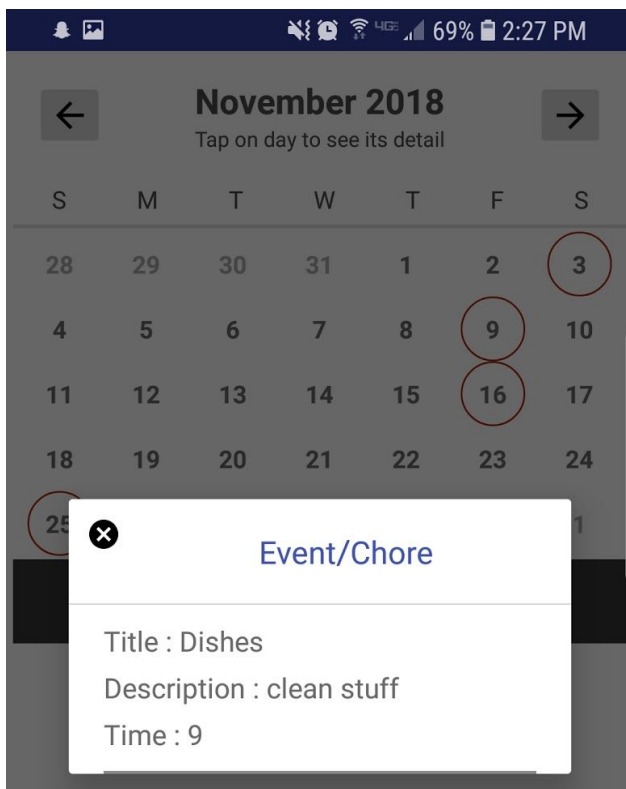 4GE 69% 2:27 PM
November 2018
Tap on day to see its detail
S M T W T F S
28 29 30 31 1 2 3
4 5 6 7 8 9 10
11 12 13 14 15 16 17
18 19 20 21 22 23 24
25 1
Event/Chore
Title : Dishes
Description : clean stuff
Time : 9